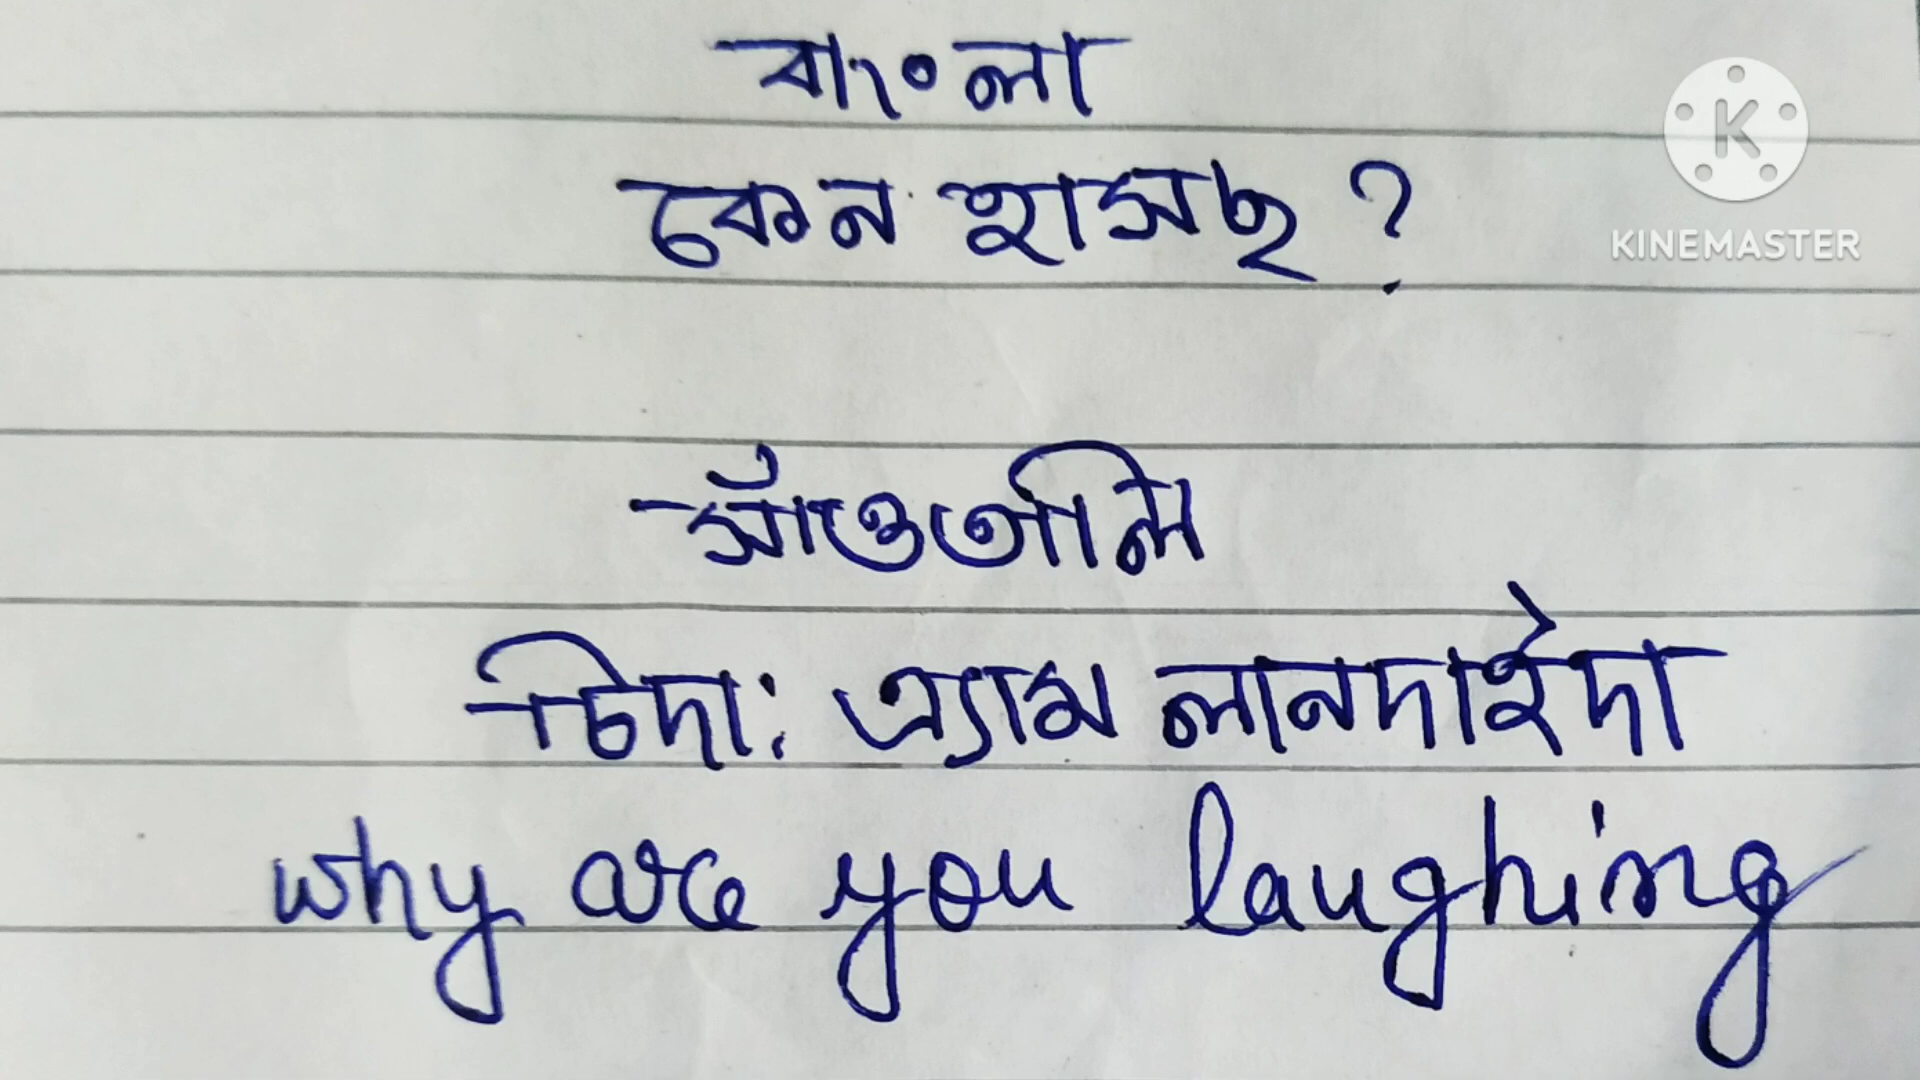 বাংলা
কেন হাসছ?
KINEMASTER
সাঁওতালি
চিদা: এ্যাম লানদাইদা
why are you laughing